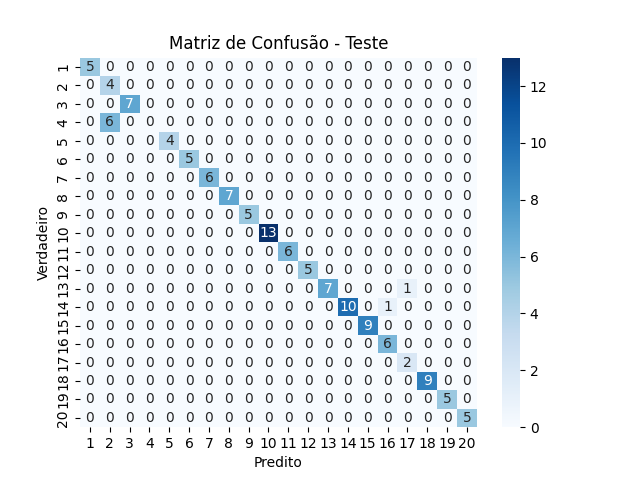 Matriz de Confusão - Teste
1 5 0 0 0 0 0 0 0 0 0 0 0 0 0 0 0 0 0 0 0
2 0 4 0 0 0 0 0 0 0 0 0 0 0 0 0 0 0 0 0 0
3 0 0 7 0 0 0 0 0 0 0 0 0 0 0 0 0 0 0 0 0
4 0 6 0 0 0 0 0 0 0 0 0 0 0 0 0 0 0 0 0 0
5 0 0 0 0 4 0 0 0 0 0 0 0 0 0 0 0 0 0 0 0
6 0 0 0 0 0 5 0 0 0 0 0 0 0 0 0 0 0 0 0 0
7 0 0 0 0 0 0 6 0 0 0 0 0 0 0 0 0 0 0 0 0
8 0 0 0 0 0 0 0 7 0 0 0 0 0 0 0 0 0 0 0 0
9 0 0 0 0 0 0 0 0 5 0 0 0 0 0 0 0 0 0 0 0
10 0 0 0 0 0 0 0 0 0 13 0 0 0 0 0 0 0 0 0 0
11 0 0 0 0 0 0 0 0 0 0 6 0 0 0 0 0 0 0 0 0
12 0 0 0 0 0 0 0 0 0 0 0 5 0 0 0 0 0 0 0 0
13 0 0 0 0 0 0 0 0 0 0 0 0 7 0 0 0 1 0 0 0
14 0 0 0 0 0 0 0 0 0 0 0 0 0 10 0 1 0 0 0 0
15 0 0 0 0 0 0 0 0 0 0 0 0 0 0 9 0 0 0 0 0
16 0 0 0 0 0 0 0 0 0 0 0 0 0 0 0 6 0 0 0 0
17 0 0 0 0 0 0 0 0 0 0 0 0 0 0 0 0 2 0 0 0
18 0 0 0 0 0 0 0 0 0 0 0 0 0 0 0 0 0 9 0 0
19 0 0 0 0 0 0 0 0 0 0 0 0 0 0 0 0 0 0 5 0
20 0 0 0 0 0 0 0 0 0 0 0 0 0 0 0 0 0 0 0 5
1 2 3 4 5 6 7 8 9 10 11 12 13 14 15 16 17 18 19 20
Predito
Verdadeiro
12
10
8
6
4
2
0